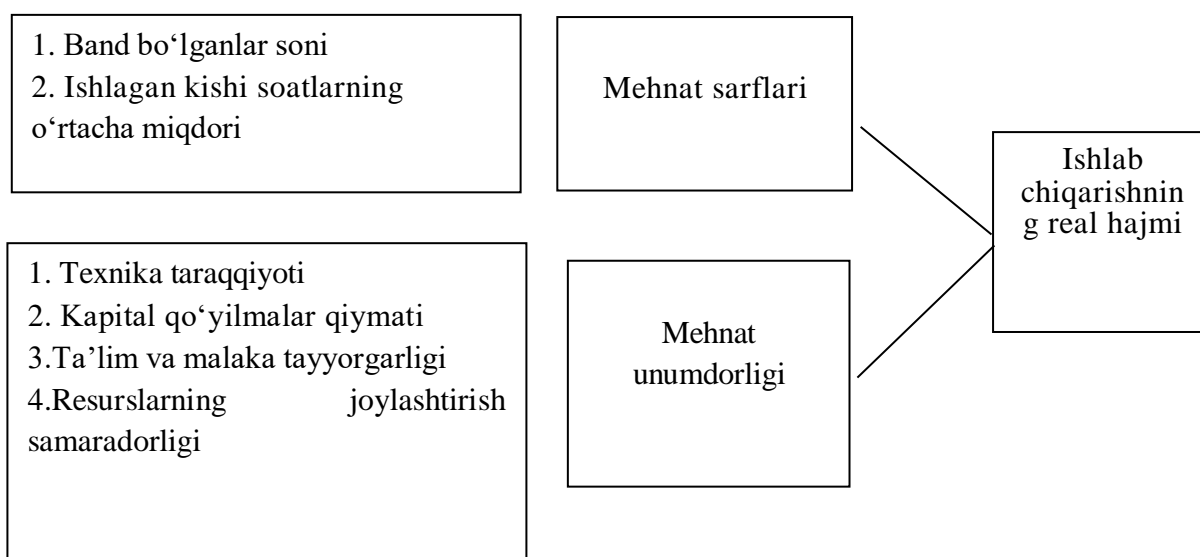 1. Band bo‘lganlar soni
2. Ishlagan kishi soatlarning
o‘rtacha miqdori
Mehnat sarflari
Ishlab
chiqarishnin
g real hajmi
1. Texnika taraqqiyoti
2. Kapital qo‘yilmalar qiymati
3.Ta’lim va malaka tayyorgarligi
4.Resurslarning joylashtirish
samaradorligi
Mehnat
unumdorligi